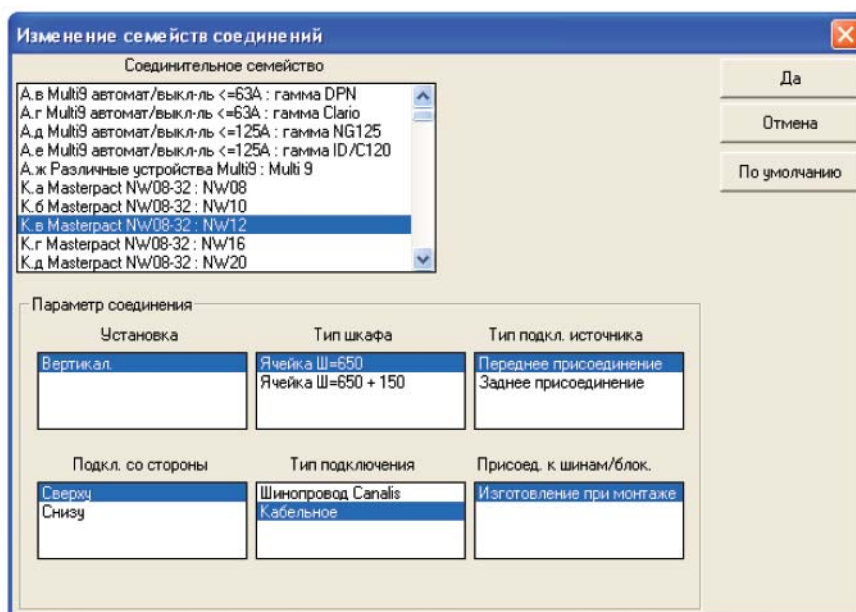 Изменение семейств соединений
Соединительное семейство
А.в Multi9 автомат/выкл-ль <=63А : гамма DPN
А.г Multi9 автомат/выкл-ль <=63А : гамма Clario
А.д Multi9 автомат/выкл-ль <=125А : гамма NG125
А.е Multi9 автомат/выкл-ль <=125А : гамма ID/C120
А.ж Различные устройства Multi9 : Multi 9
К.а Masterpact NW08-32 : NW08
К.б Masterpact NW08-32 : NW10
К.в Masterpact NW08-32 : NW12
К.г Masterpact NW08-32 : NW16
К.д Masterpact NW08-32 : NW20
Да
Отмена
По умолчанию
Параметр соединения
Установка
Вертикал.
Тип шкафа
Ячейка Ш=650
Ячейка Ш=650 + 150
Тип подкл. источника
Переднее присоединение
Заднее присоединение
Подкл. со стороны
Сверху
Снизу
Тип подключения
Шинопровод Canalis
Кабельное
Присоед. к шинам/блок.
Изготовление при монтаже